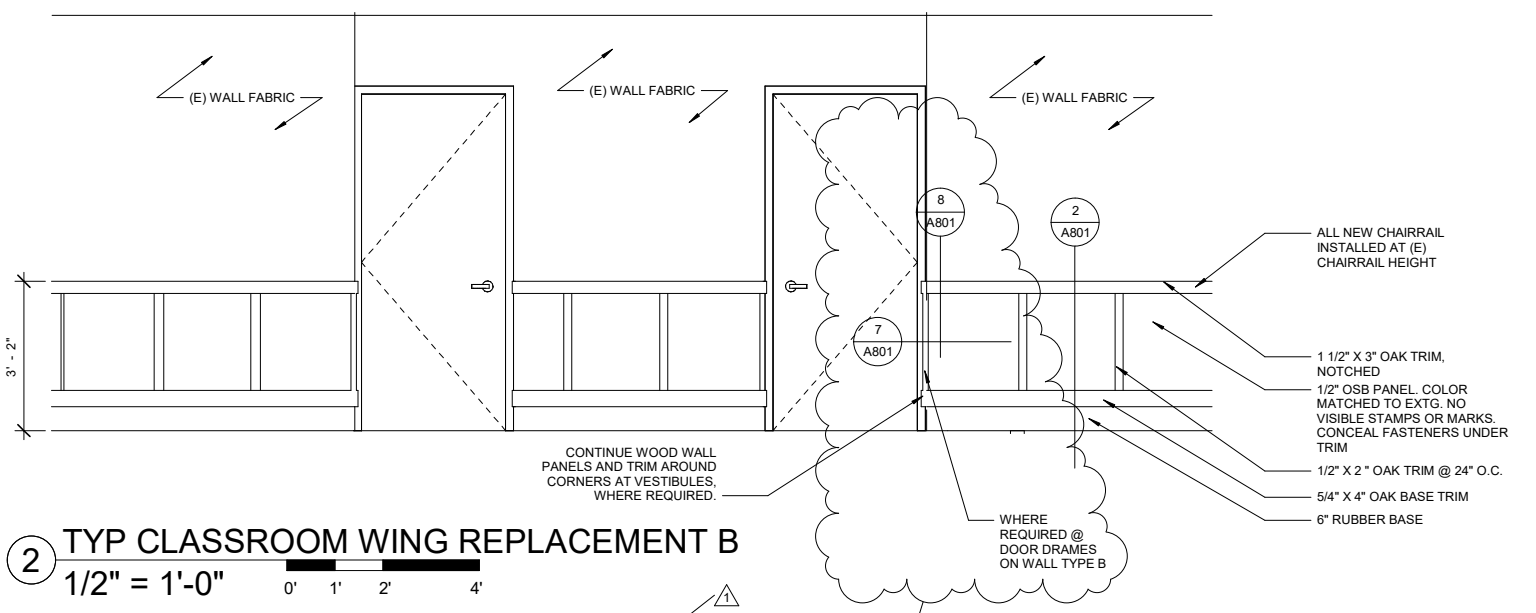 (E) WALL FABRIC
(E) WALL FABRIC
(E) WALL FABRIC
8
A801
2
A801
7
A801
3' - 2"
ALL NEW CHAIRRAIL
INSTALLED AT (E)
CHAIRRAIL HEIGHT
1 1/2" X 3" OAK TRIM,
NOTCHED
1/2" OSB PANEL. COLOR
MATCHED TO EXTG. NO
VISIBLE STAMPS OR MARKS.
CONCEAL FASTENERS UNDER
TRIM
1/2" X 2 " OAK TRIM @ 24" O.C.
5/4" X 4" OAK BASE TRIM
6" RUBBER BASE
CONTINUE WOOD WALL
PANELS AND TRIM AROUND
CORNERS AT VESTIBULES,
WHERE REQUIRED.
WHERE
REQUIRED @
DOOR DRAMES
ON WALL TYPE B
2
TYP CLASSROOM WING REPLACEMENT B
1/2" = 1'-0"
0' 1' 2' 4'
1